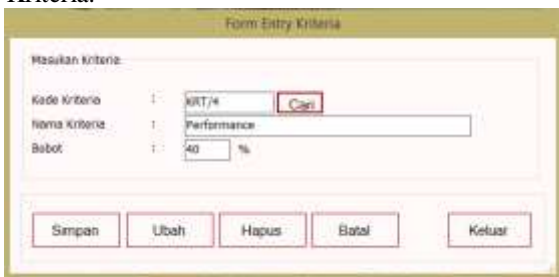 Kriteria.
Form Entry Kriteria
Masukan Kriteria
Kode Kriteria : KRT/4 Cari
Nama Kriteria : Performance
Bobot : 40 %
Simpan Ubah Hapus Batal Keluar